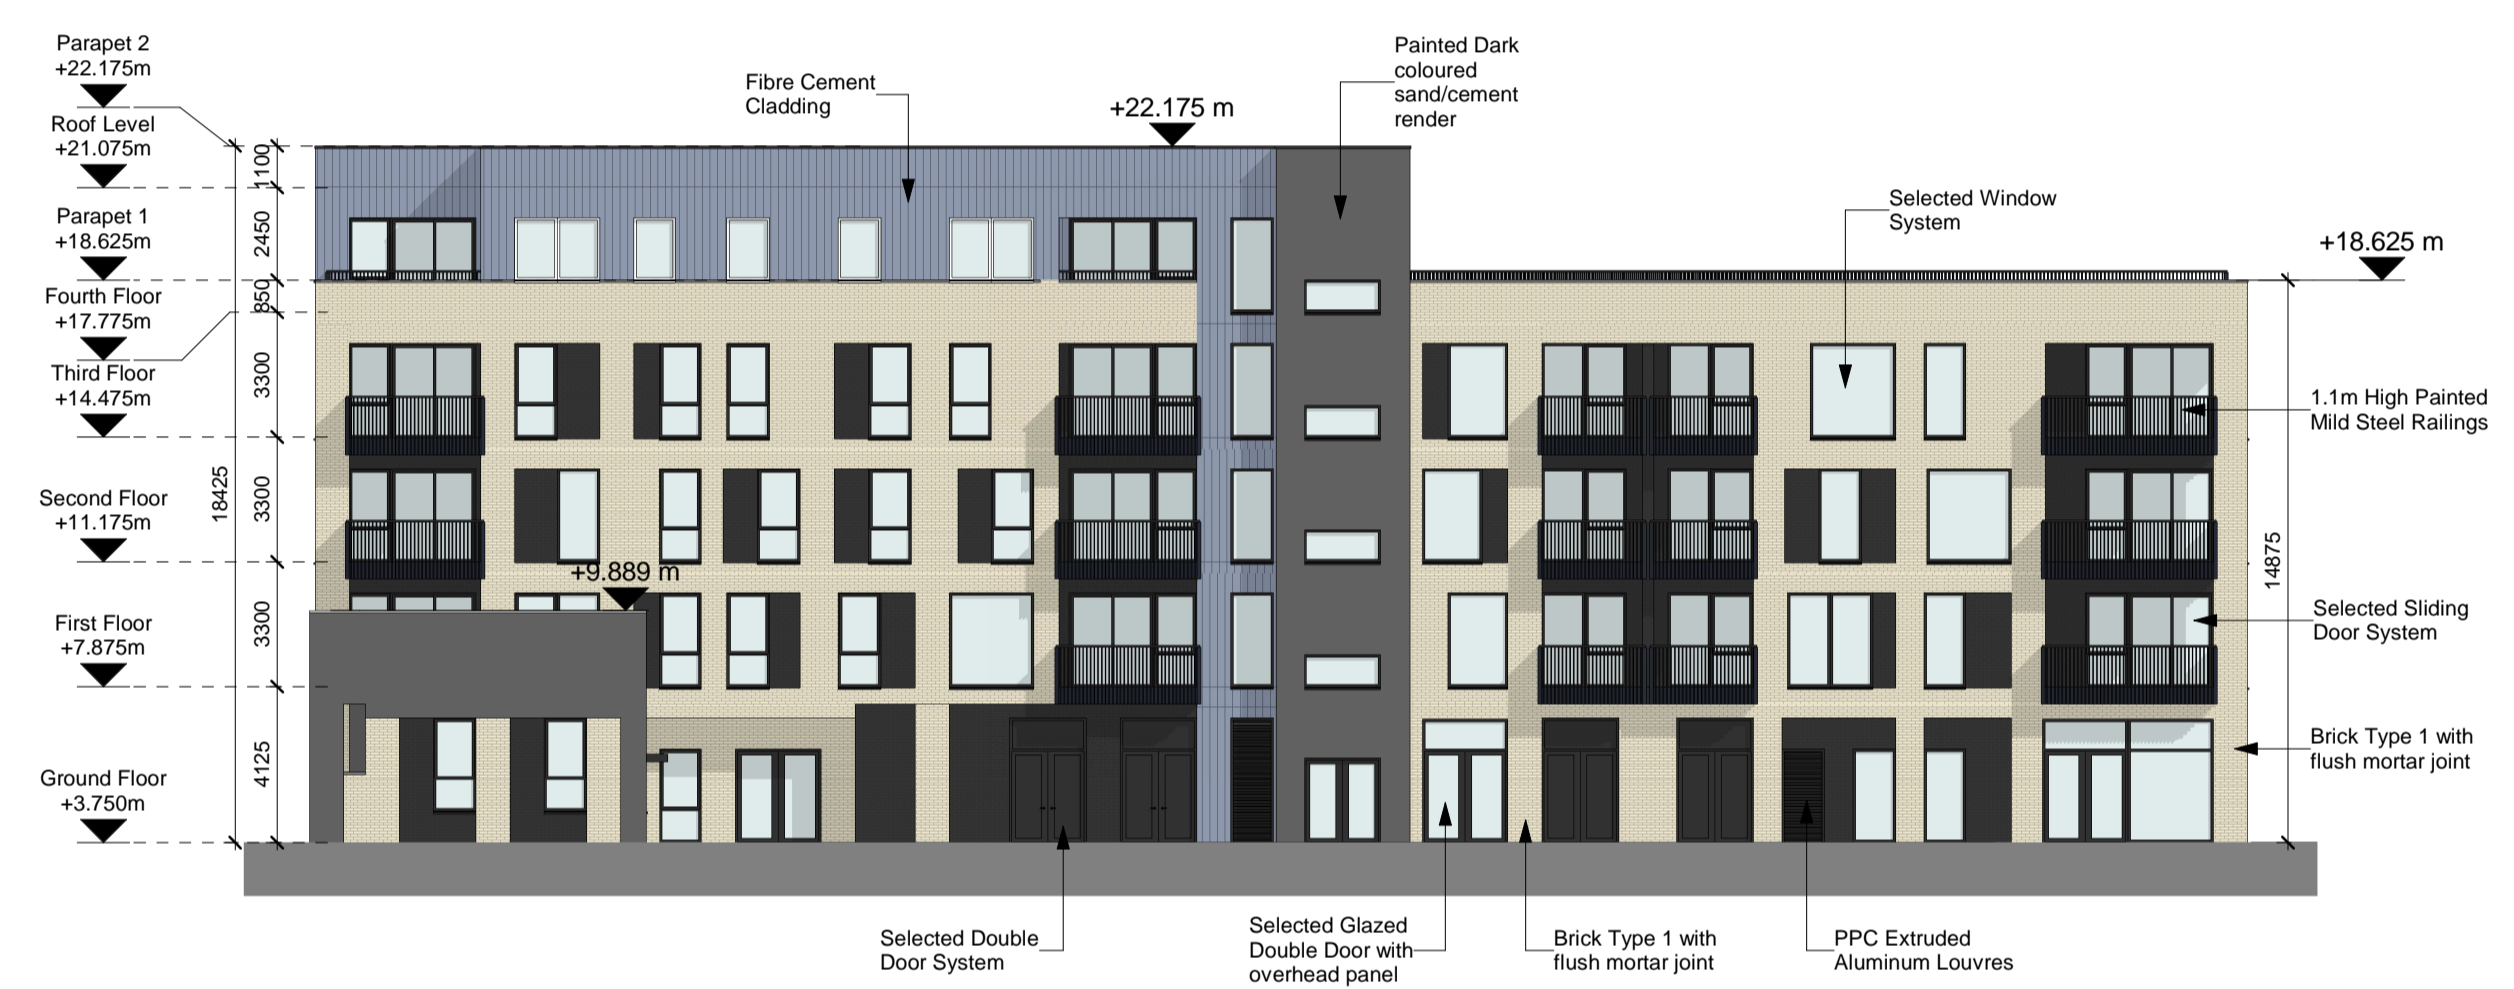 Parapet 2
+22.175m
Roof Level
+21.075m
Parapet 1
+18.625m
Fourth Floor
+17.775m
Third Floor
+14.475m
Second Floor
+11.175m
First Floor
+7.875m
Ground Floor
+3.750m
18425
1100
2450
850
3300
3300
3300
4125
Fibre Cement
Cladding
+22.175 m
Painted Dark
coloured
sand/cement
render
Selected Window
System
+18.625 m
+9.889 m
14875
1.1m High Painted
Mild Steel Railings
Selected Sliding
Door System
Brick Type 1 with
flush mortar joint
Selected Double
Door System
Selected Glazed
Double Door with
overhead panel
Brick Type 1 with
flush mortar joint
PPC Extruded
Aluminum Louvres